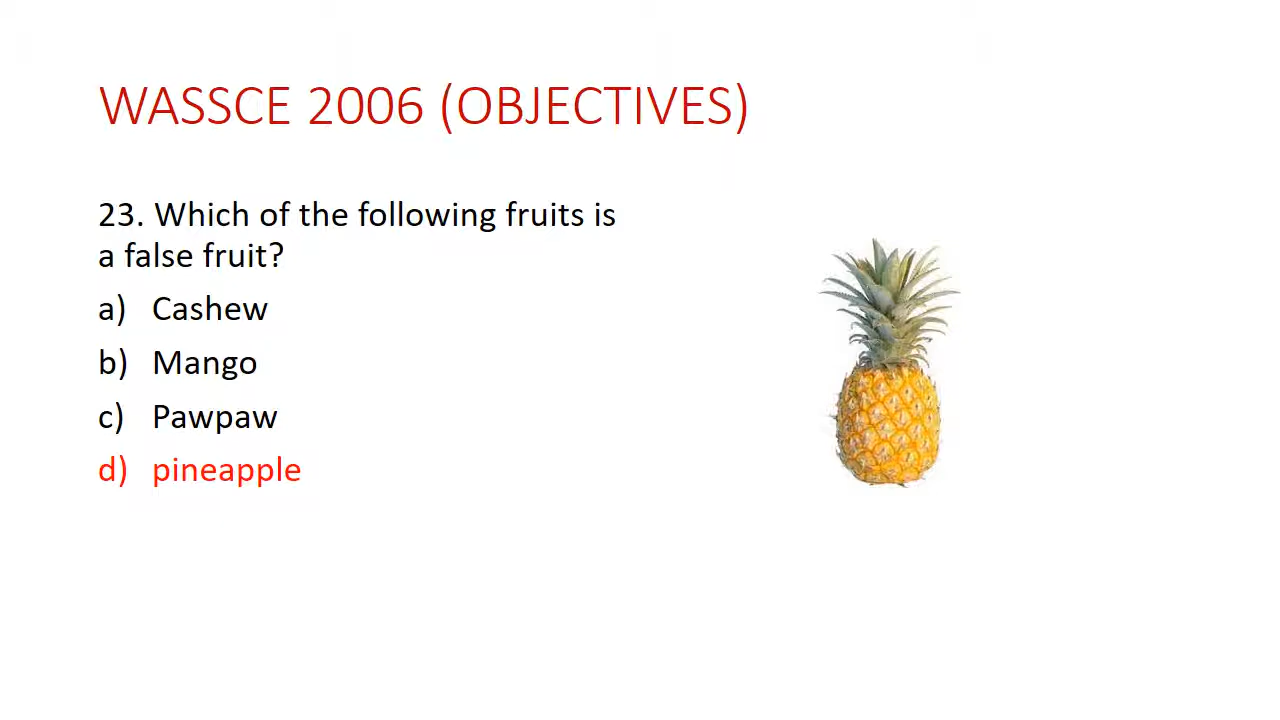 WASSCE 2006 (OBJECTIVES)
23. Which of the following fruits is
a false fruit?
a) Cashew
b) Mango
c) Pawpaw
d) pineapple